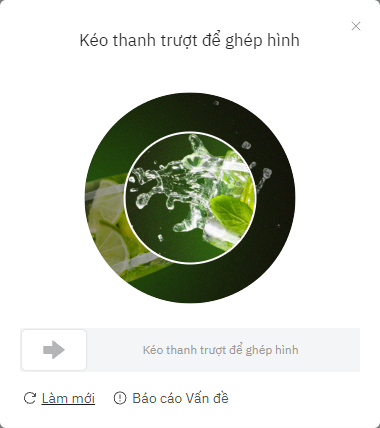 Kéo thanh trượt để ghép hình
Kéo thanh trượt để ghép hình
Làm mới
Báo cáo Vấn đề